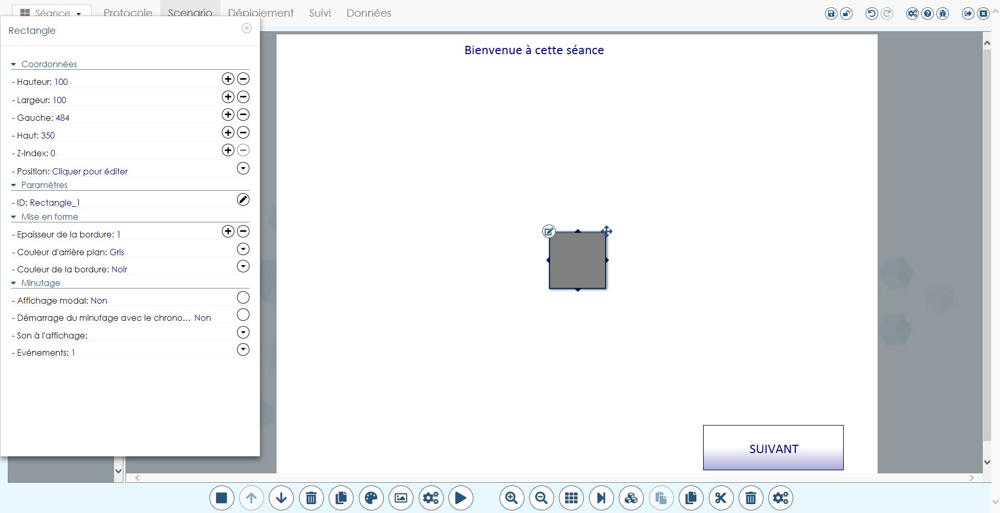 Séance Protocole Scenario Déploiement Suivi Données
Rectangle
Coordonnées
- Hauteur: 100
- Largeur: 100
- Gauche: 484
- Haut: 350
- Z-Index: 0
- Position: Cliquer pour éditer
Paramètres
- ID: Rectangle_1
Mise en forme
- Epaisseur de la bordure: 1
- Couleur d'arrière plan: Gris
- Couleur de la bordure: Noir
Minutage
- Affichage modal: Non
- Démarrage du minutage avec le chrono... Non
- Son à l'affichage:
- Evénements: 1
Bienvenue à cette séance
SUIVANT